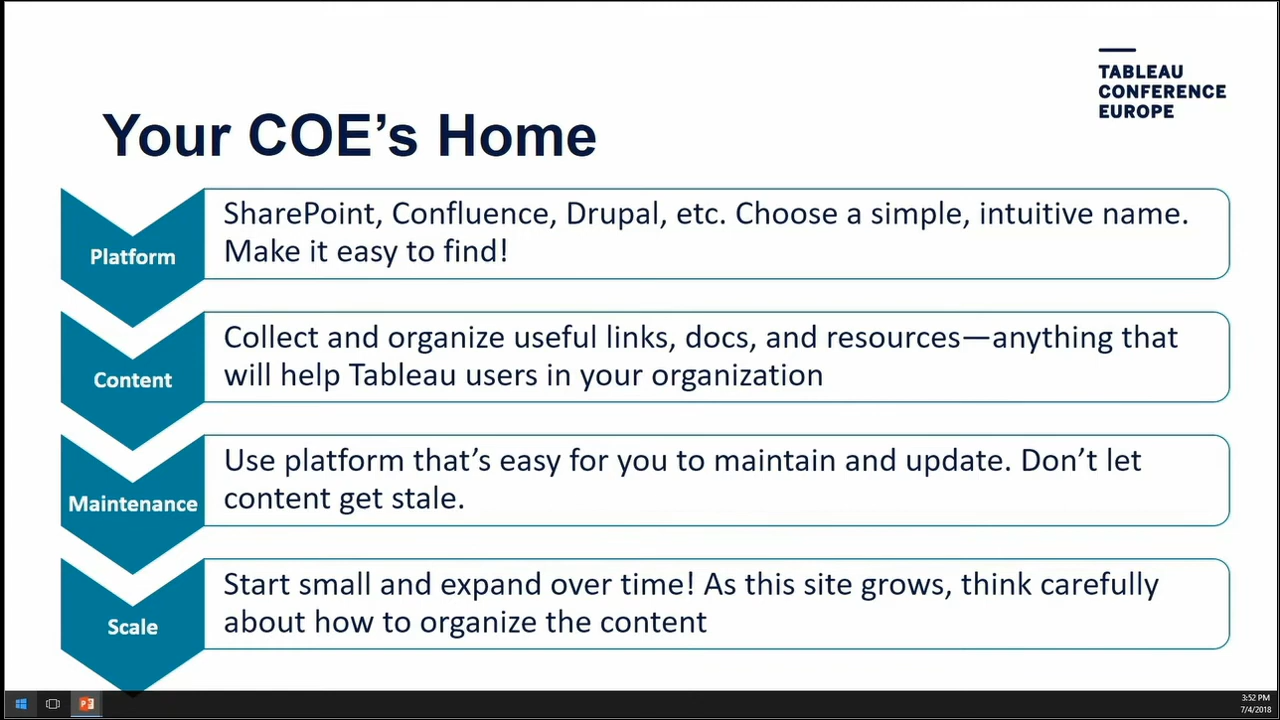 TABLEAU
CONFERENCE
EUROPE
Your COE's Home
Platform
SharePoint, Confluence, Drupal, etc. Choose a simple, intuitive name.
Make it easy to find!
Content
Collect and organize useful links, docs, and resources—anything that
will help Tableau users in your organization
Maintenance
Use platform that's easy for you to maintain and update. Don't let
content get stale.
Scale
Start small and expand over time! As this site grows, think carefully
about how to organize the content
3:52 PM
7/4/2018